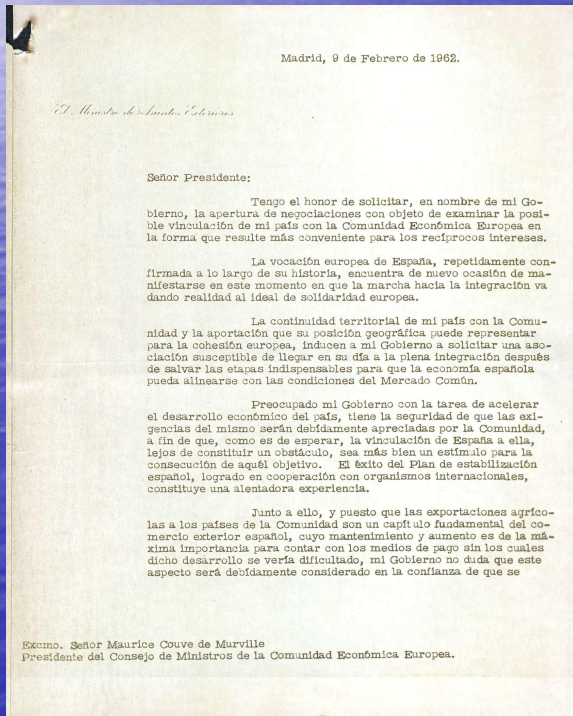 Madrid, 9 de Febrero de 1962.
El Ministro de Asuntos Exteriores
Señor Presidente:
Tengo el honor de solicitar, en nombre de mi Go-
bierno, la apertura de negociaciones con objeto de examinar la posi-
ble vinculación de mi país con la Comunidad Económica Europea en
la forma que resulte más conveniente para los recíprocos intereses.
La vocación europea de España, repetidamente con-
firmada a lo largo de su historia, encuentra de nuevo ocasión de ma-
nifestarse en este momento en que la marcha hacia la integración va
dando realidad al ideal de solidaridad europea.
La continuidad territorial de mi país con la Comu-
nidad y la aportación que su posición geográfica puede representar
para la cohesión europea, inducen a mi Gobierno a solicitar una aso-
ciación susceptible de llegar en su día a la plena integración después
de salvar las etapas indispensables para que la economía española
pueda alinearse con las condiciones del Mercado Común.
Preocupado mi Gobierno con la tarea de acelerar
el desarrollo económico del país, tiene la seguridad de que las exi-
gencias del mismo serán debidamente apreciadas por la Comunidad,
a fin de que, como es de esperar, la vinculación de España a ella,
lejos de constituir un obstáculo, sea más bien un estímulo para la
consecución de aquél objetivo. El éxito del Plan de estabilización
español, logrado en cooperación con organismos internacionales,
constituye una alentadora experiencia.
Junto a ello, y puesto que las exportaciones agríco-
las a los países de la Comunidad son un capítulo fundamental del co-
mercio exterior español, cuyo mantenimiento y aumento es de la má-
xima importancia para contar con los medios de pago sin los cuales
dicho desarrollo se vería dificultado, mi Gobierno no duda que este
aspecto será debidamente considerado en la confianza de que se
Excmo. Señor Maurice Couve de Murville
Presidente del Consejo de Ministros de la Comunidad Económica Europea.